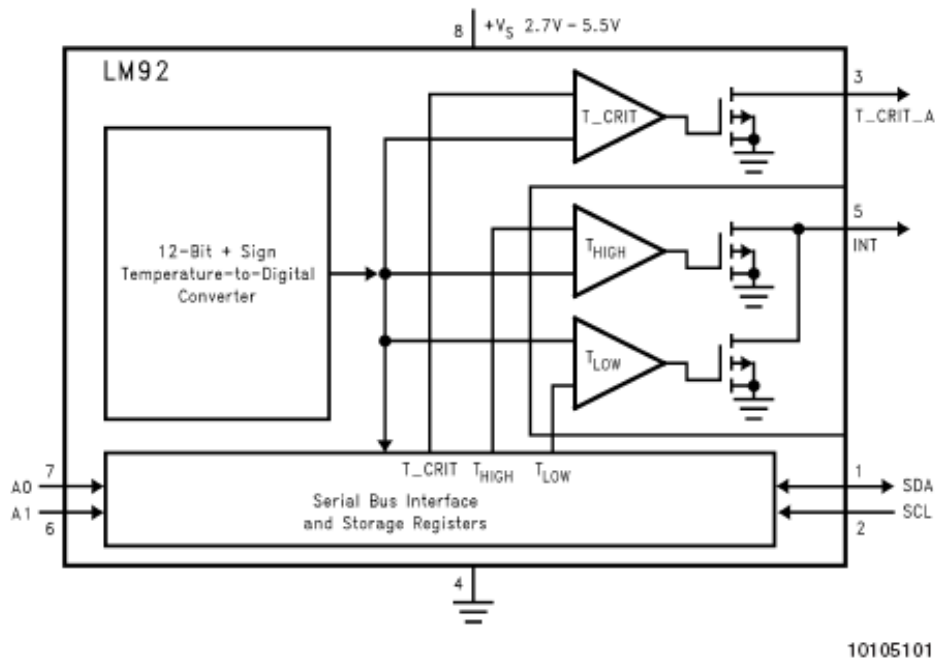 8 +VS 2.7V – 5.5V
LM92
T_CRIT
3
T_CRIT_A
THIGH
5
INT
12-Bit + Sign
Temperature-to-Digital
Converter
TLOW
T_CRIT THIGH TLOW
7
A0
A1
6
Serial Bus Interface
and Storage Registers
1
SDA
SCL
2
4
10105101